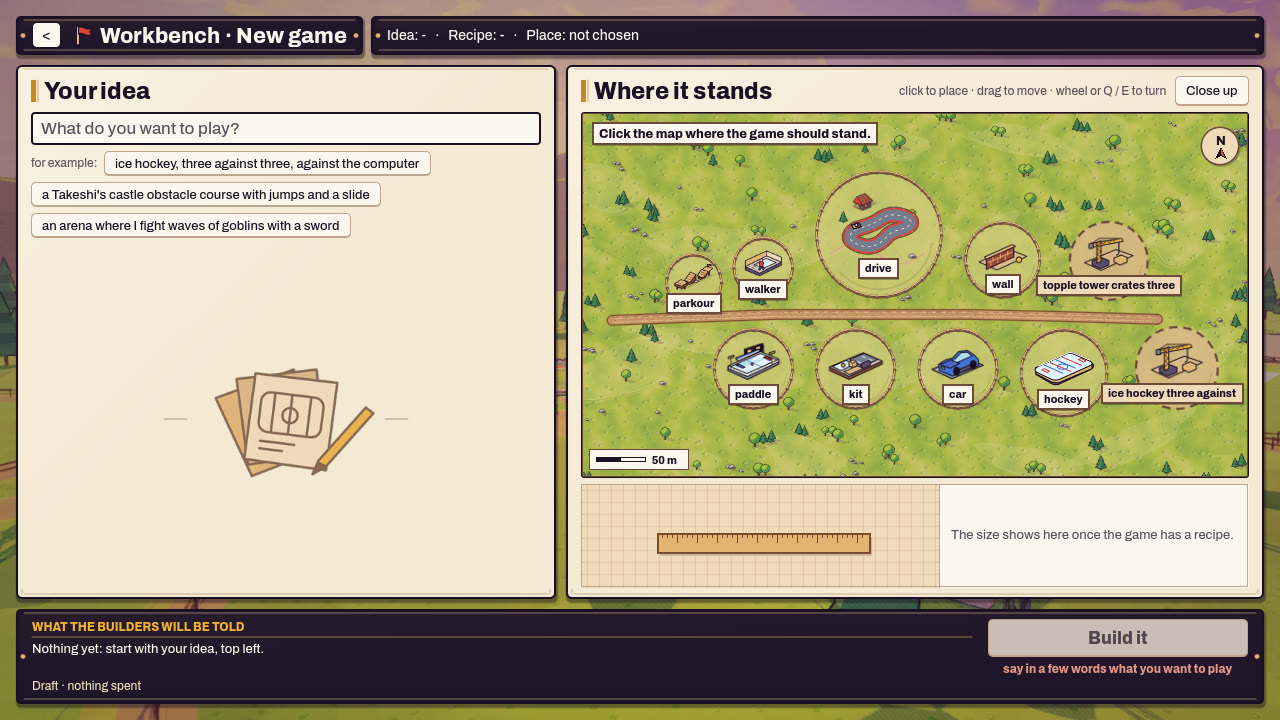 < Workbench · New game
Idea: - · Recipe: - · Place: not chosen
Your idea
What do you want to play?
for example: ice hockey, three against three, against the computer
a Takeshi's castle obstacle course with jumps and a slide
an arena where I fight waves of goblins with a sword
Where it stands
click to place · drag to move · wheel or Q / E to turn
Close up
Click the map where the game should stand.
N
drive
wall
topple tower crates three
walker
parkour
paddle
kit
car
hockey
ice hockey three against
50 m
The size shows here once the game has a recipe.
WHAT THE BUILDERS WILL BE TOLD
Nothing yet: start with your idea, top left.
Draft · nothing spent
Build it
say in a few words what you want to play